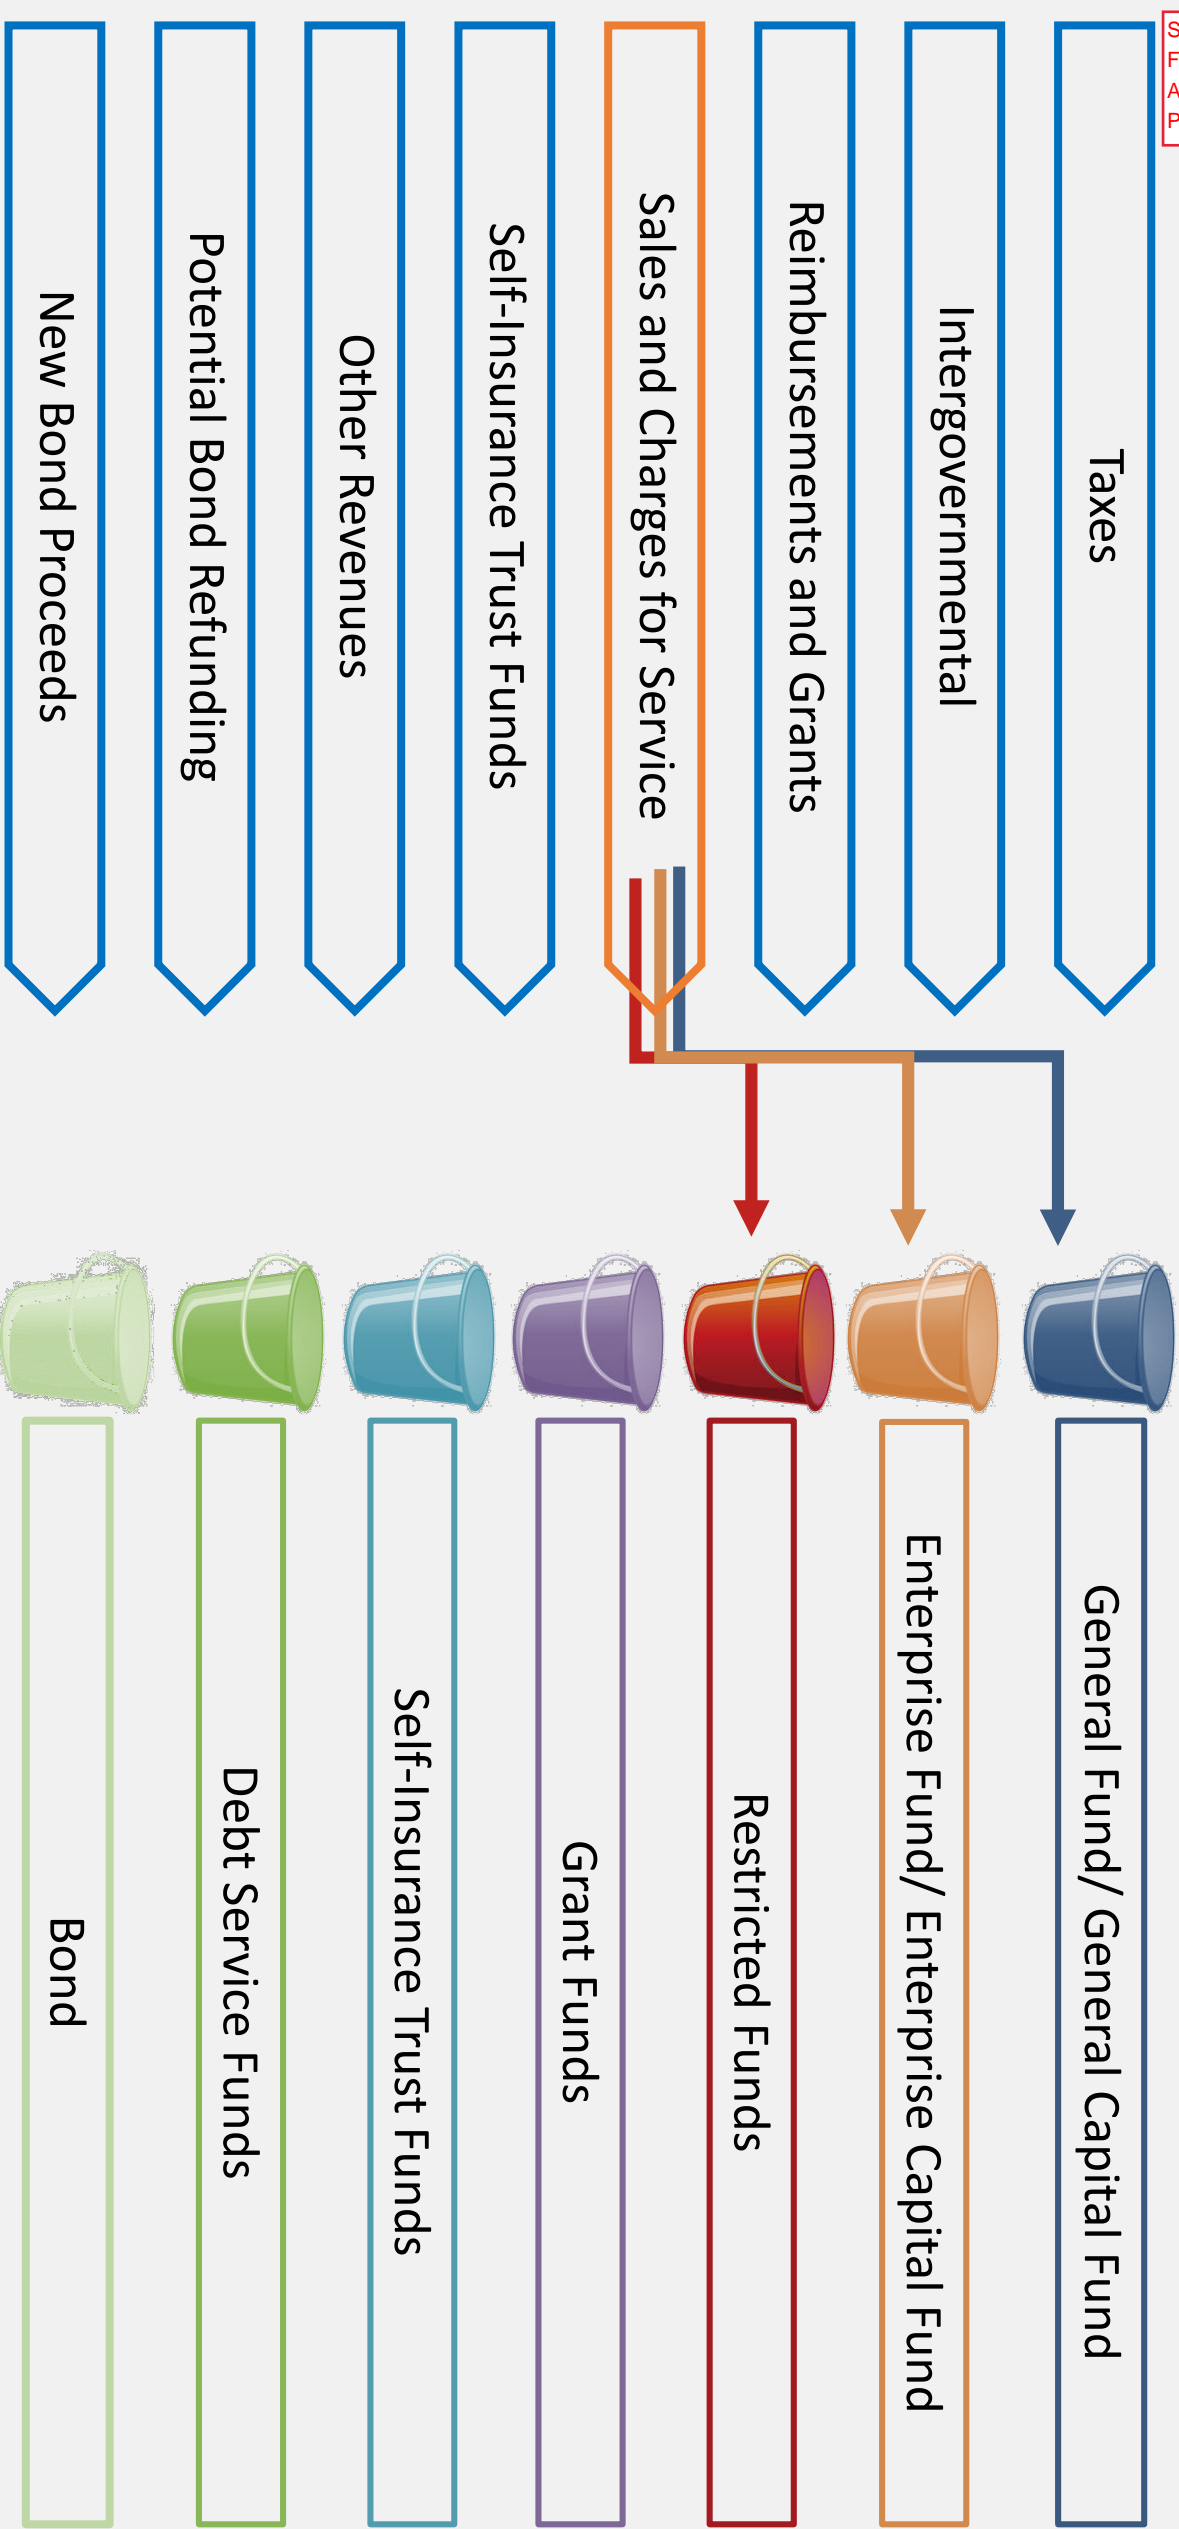 S
F
A
P
Taxes
Intergovernmental
Reimbursements and Grants
Sales and Charges for Service
Self-Insurance Trust Funds
Other Revenues
Potential Bond Refunding
New Bond Proceeds
General Fund/ General Capital Fund
Enterprise Fund/ Enterprise Capital Fund
Restricted Funds
Grant Funds
Self-Insurance Trust Funds
Debt Service Funds
Bond